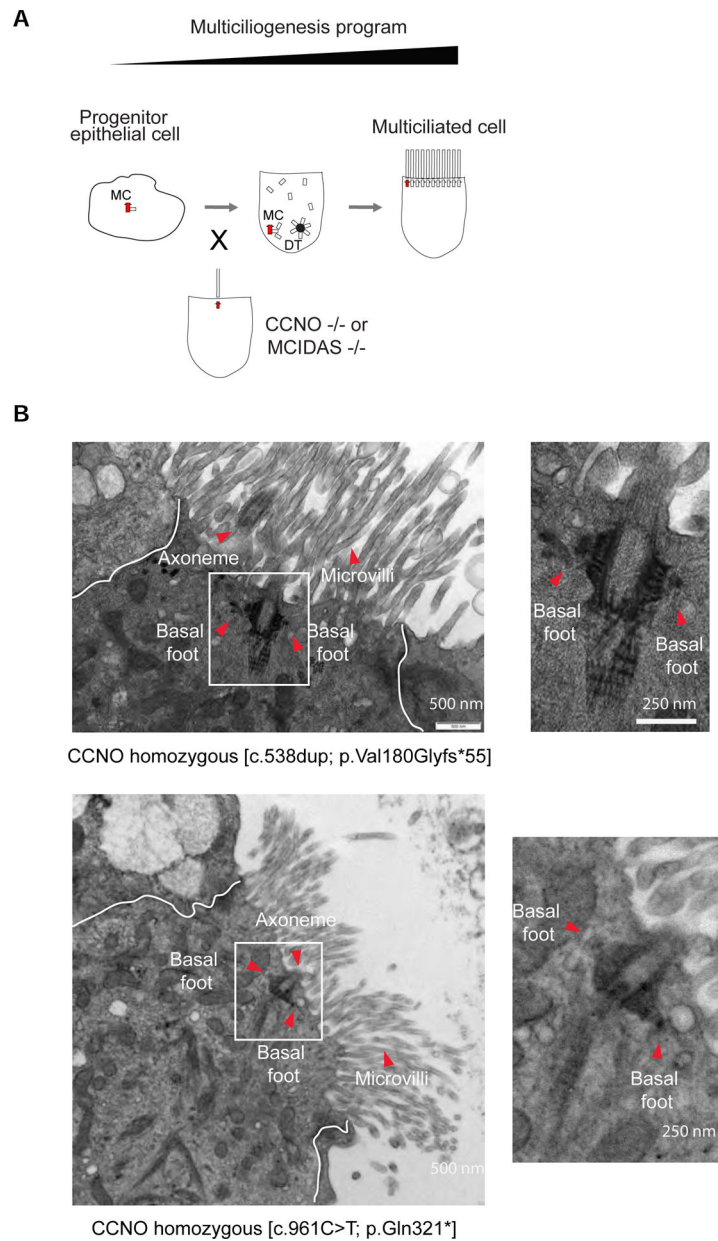 A
Multiciliogenesis program
Progenitor
epithelial cell
Multiciliated cell
MC
MC
DT
X
CCNO -/- or
MCIDAS -/-
B
Axoneme
Microvilli
Basal
foot
Basal
foot
500 nm
Basal
foot
Basal
foot
250 nm
CCNO homozygous [c.538dup; p.Val180Glyfs*55]
Axoneme
Basal
foot
Basal
foot
Microvilli
500 nm
Basal
foot
Basal
foot
250 nm
CCNO homozygous [c.961C>T; p.Gln321*]